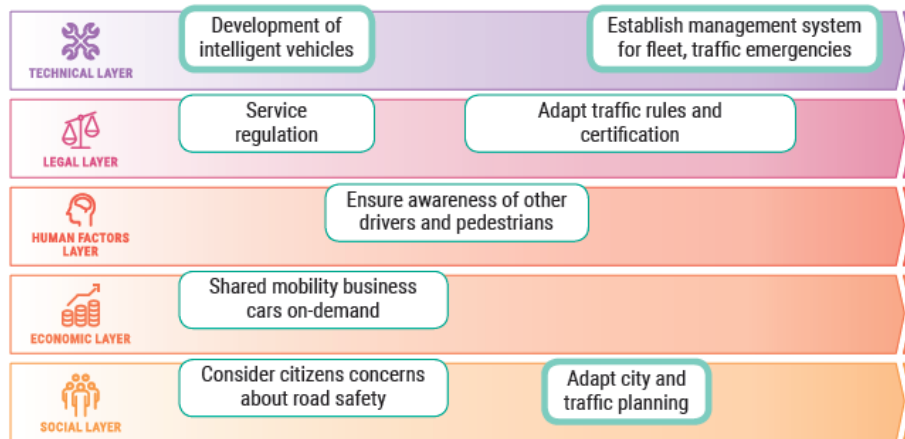 Development of
intelligent vehicles
Establish management system
for fleet, traffic emergencies
TECHNICAL LAYER
Service
regulation
Adapt traffic rules and
certification
LEGAL LAYER
Ensure awareness of other
drivers and pedestrians
HUMAN FACTORS
LAYER
Shared mobility business
cars on-demand
ECONOMIC LAYER
Consider citizens concerns
about road safety
Adapt city and
traffic planning
SOCIAL LAYER